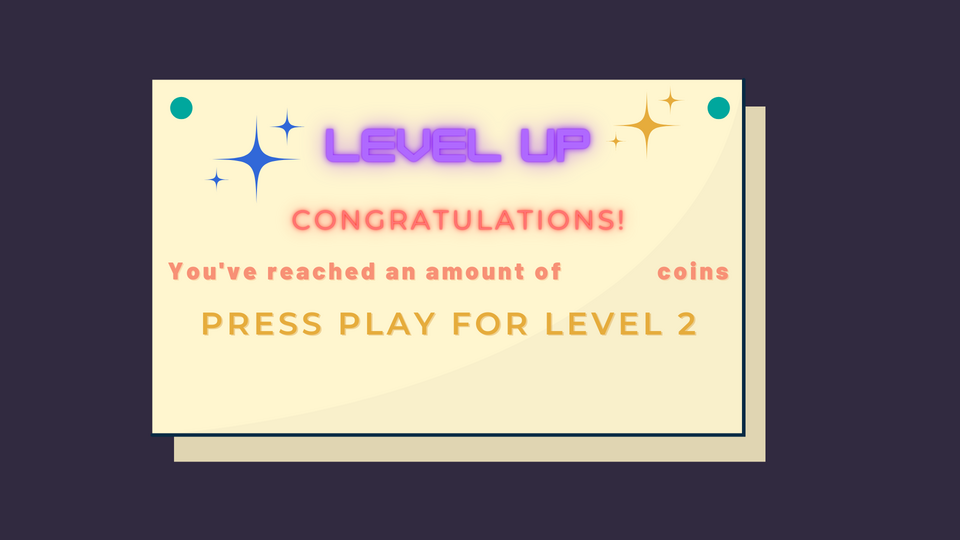 LEVEL UP
CONGRATULATIONS!
You've reached an amount of coins
PRESS PLAY FOR LEVEL 2